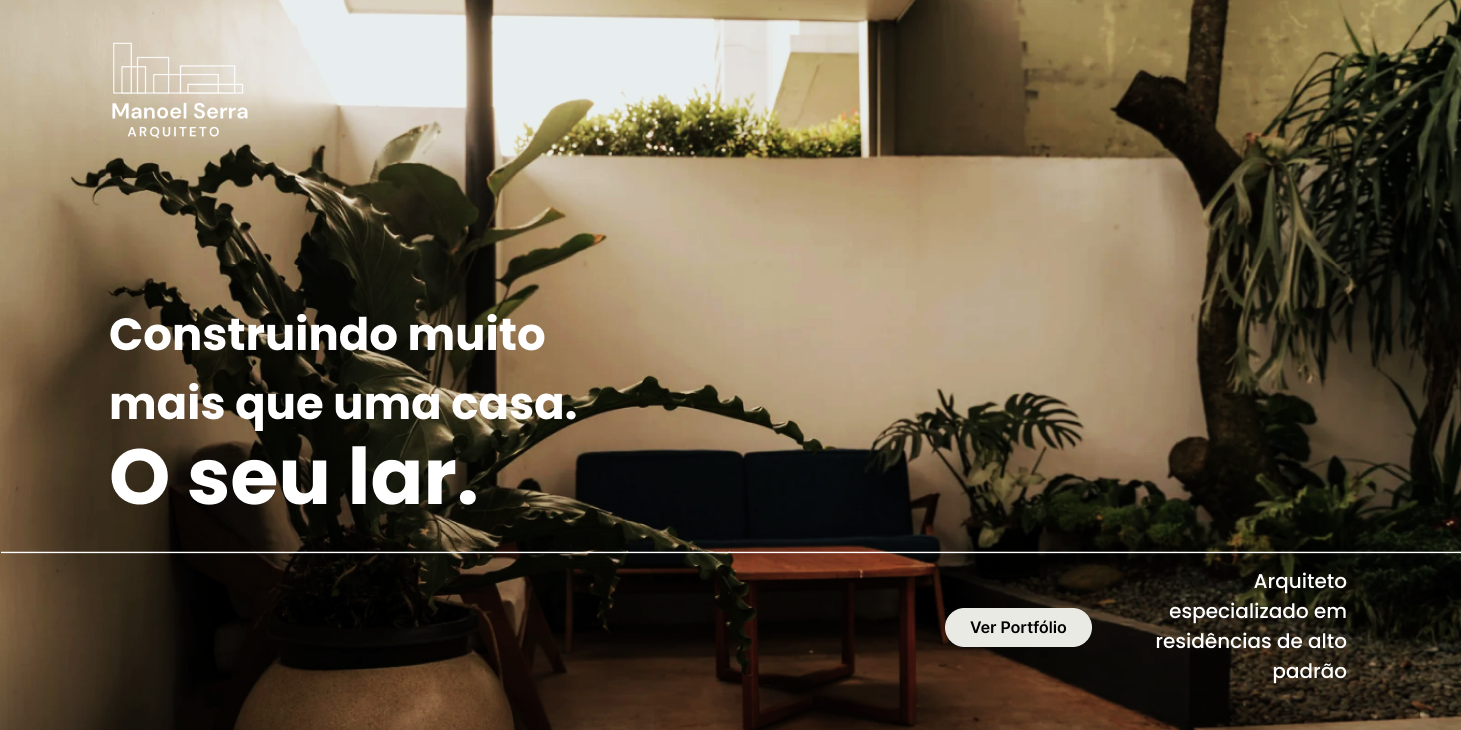 Manoel Serra
ARQUITETO
Construindo muito
mais que uma casa.
O seu lar.
Ver Portfólio
Arquiteto
especializado em
residências de alto
padrão